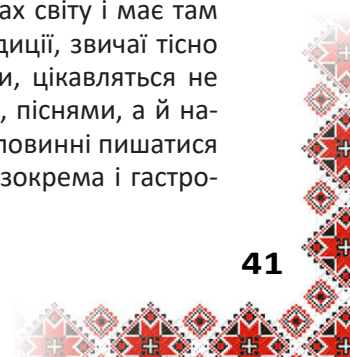 ах світу і має там
диції, звичаї тісно
и, цікавляться не
, піснями, а й на-
повинні пишатися
зокрема і гастро-
41